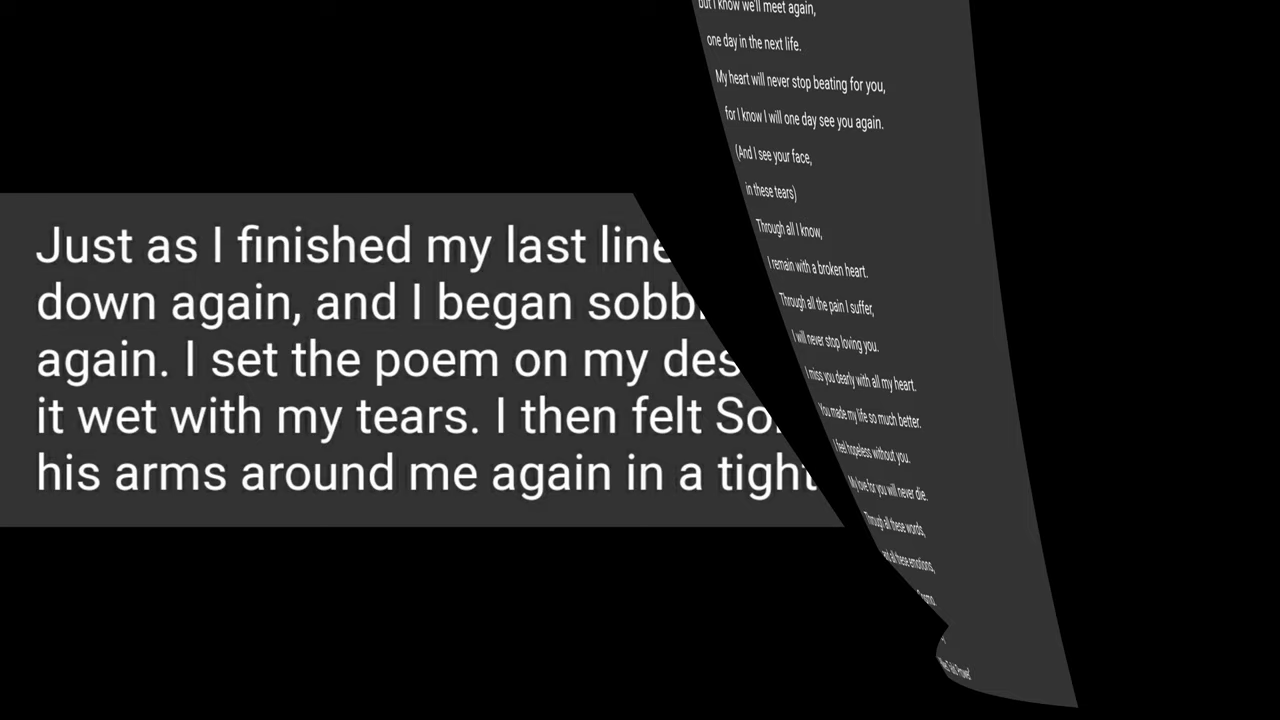 Just as I finished my last line
down again, and I began
again. I set the poem on my
it wet with my tears. I then felt
his arms around me again in a tight
but I know we'll meet again,
one day in the next life.
My heart will never stop beating for you,
for I know I will one day see you again.
(And I see your face,
in these tears)
Through all I know,
I remain with a broken heart.
Through all the pain I suffer,
I will never stop loving you.
I miss you dearly with all my heart.
You made my life so much better.
I feel hopeless without you.
My love for you will never die.
Through all these words,
and all these emotions,